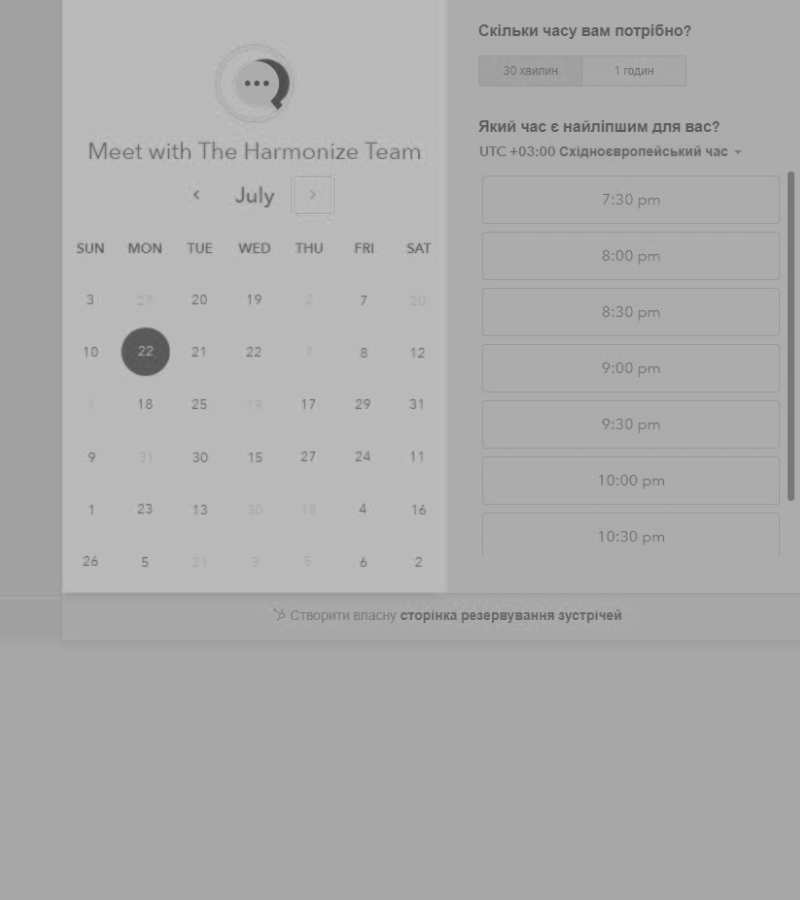 Meet with The Harmonize Team
July
SUN MON TUE WED THU FRI SAT
3 27 20 19 2 7 20
10 22 21 22 7 8 12
1 18 25 19 17 29 31
9 31 30 15 27 24 11
1 23 13 30 18 4 16
26 5 21 3 5 6 2
Скільки часу вам потрібно?
30 хвилин 1 годин
Який час є найліпшим для вас?
UTC +03:00 Східноєвропейський час
7:30 pm
8:00 pm
8:30 pm
9:00 pm
9:30 pm
10:00 pm
10:30 pm
Створити власну сторінка резервування зустрічей